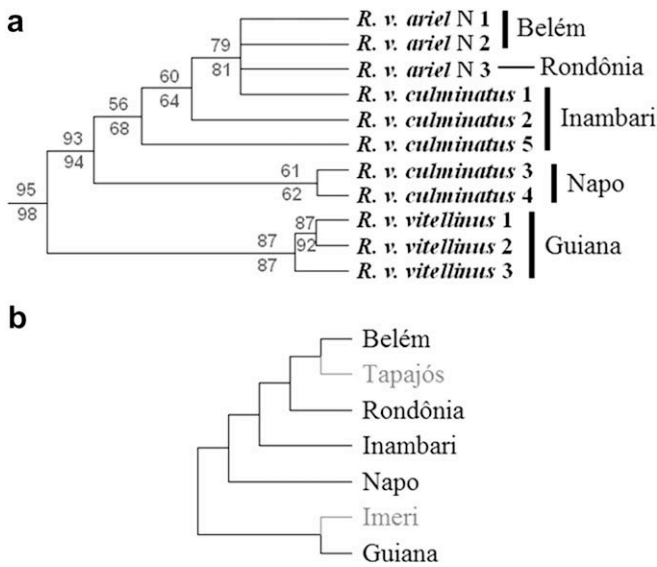 a
R. v. ariel N 1
R. v. ariel N 2
Belém
R. v. ariel N 3
Rondônia
R. v. culminatus 1
R. v. culminatus 2
R. v. culminatus 5
Inambari
R. v. culminatus 3
R. v. culminatus 4
Napo
R. v. vitellinus 1
R. v. vitellinus 2
R. v. vitellinus 3
Guiana
79
81
60
64
56
68
93
94
95
98
61
62
87
92
87
87
b
Belém
Tapajós
Rondônia
Inambari
Napo
Imeri
Guiana